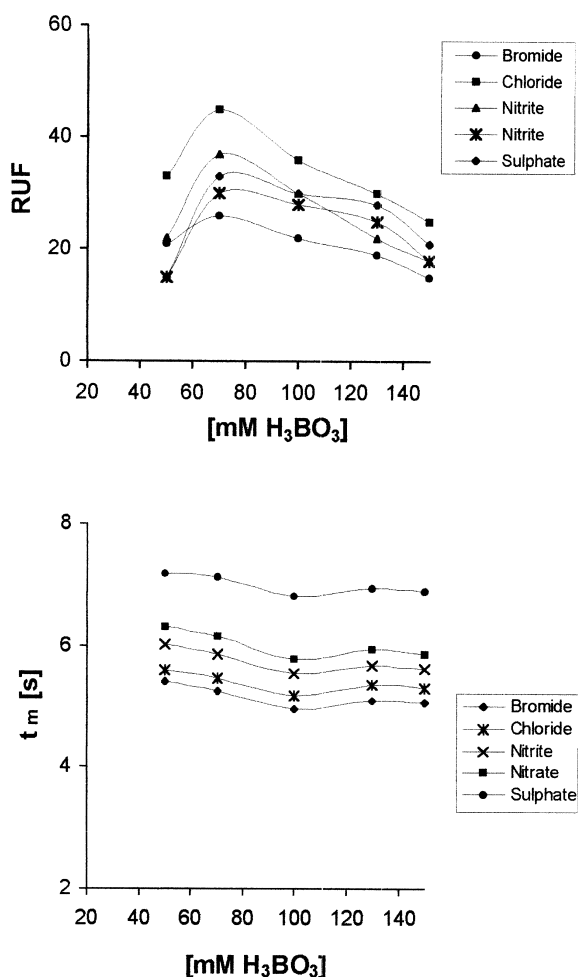 60
40
20
0
RUF
20 40 60 80 100 120 140
[mM H₃BO₃]
Bromide
Chloride
Nitrite
Nitrite
Sulphate
8
6
4
2
t m [s]
20 40 60 80 100 120 140
[mM H₃BO₃]
Bromide
Chloride
Nitrite
Nitrate
Sulphate